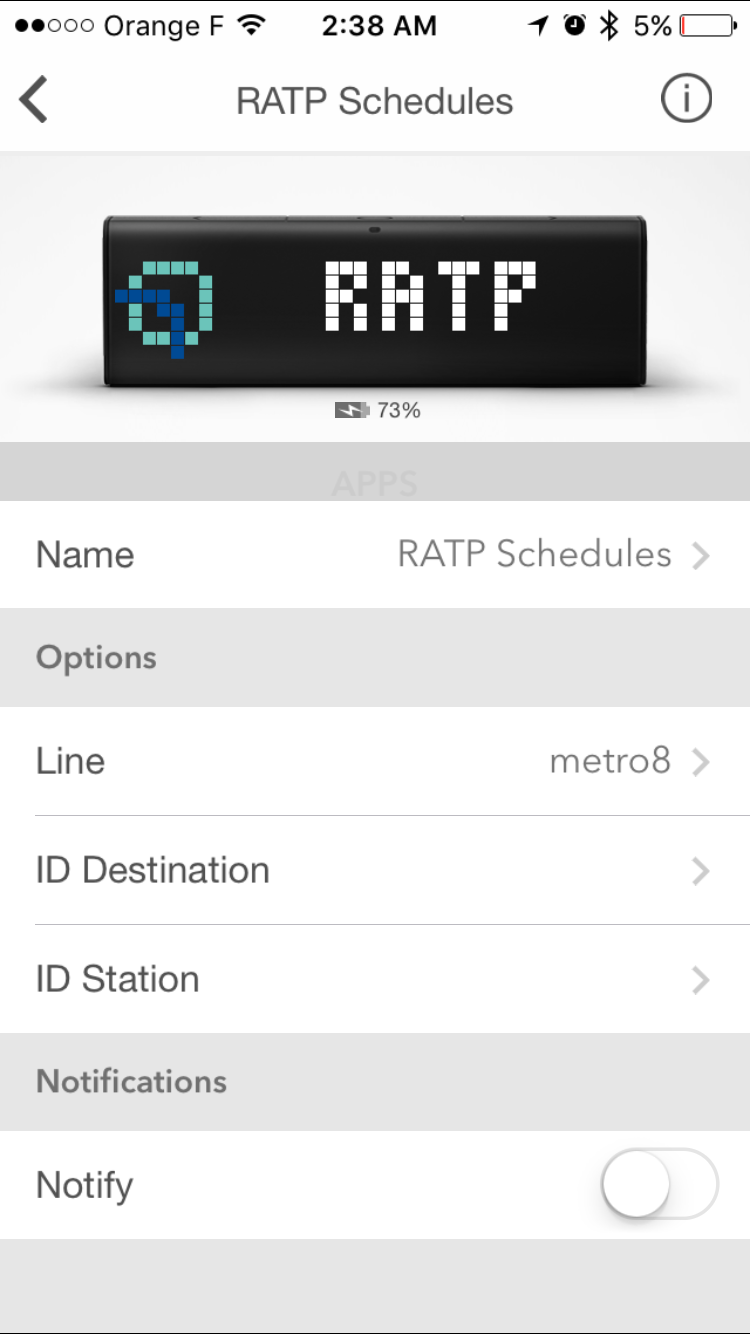 Orange F 2:38 AM 5%
RATP Schedules
RATP
73%
APPS
Name RATP Schedules
Options
Line metro8
ID Destination
ID Station
Notifications
Notify